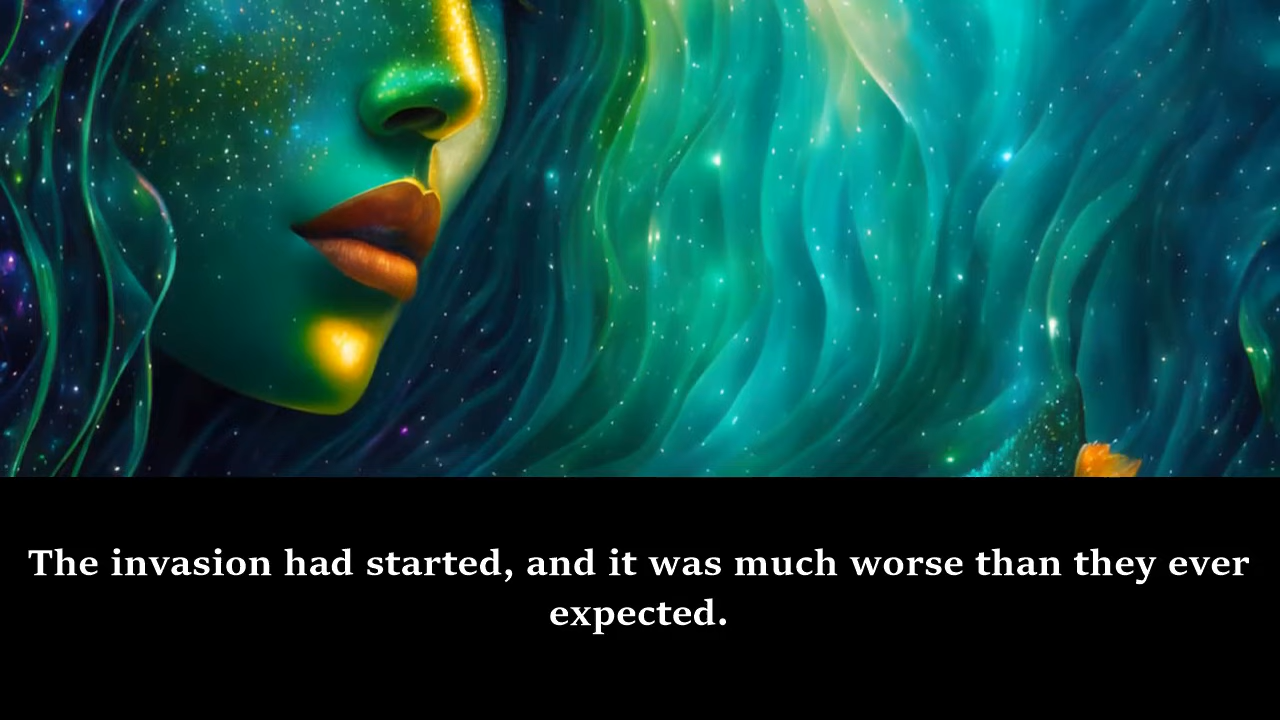 The invasion had started, and it was much worse than they ever
expected.